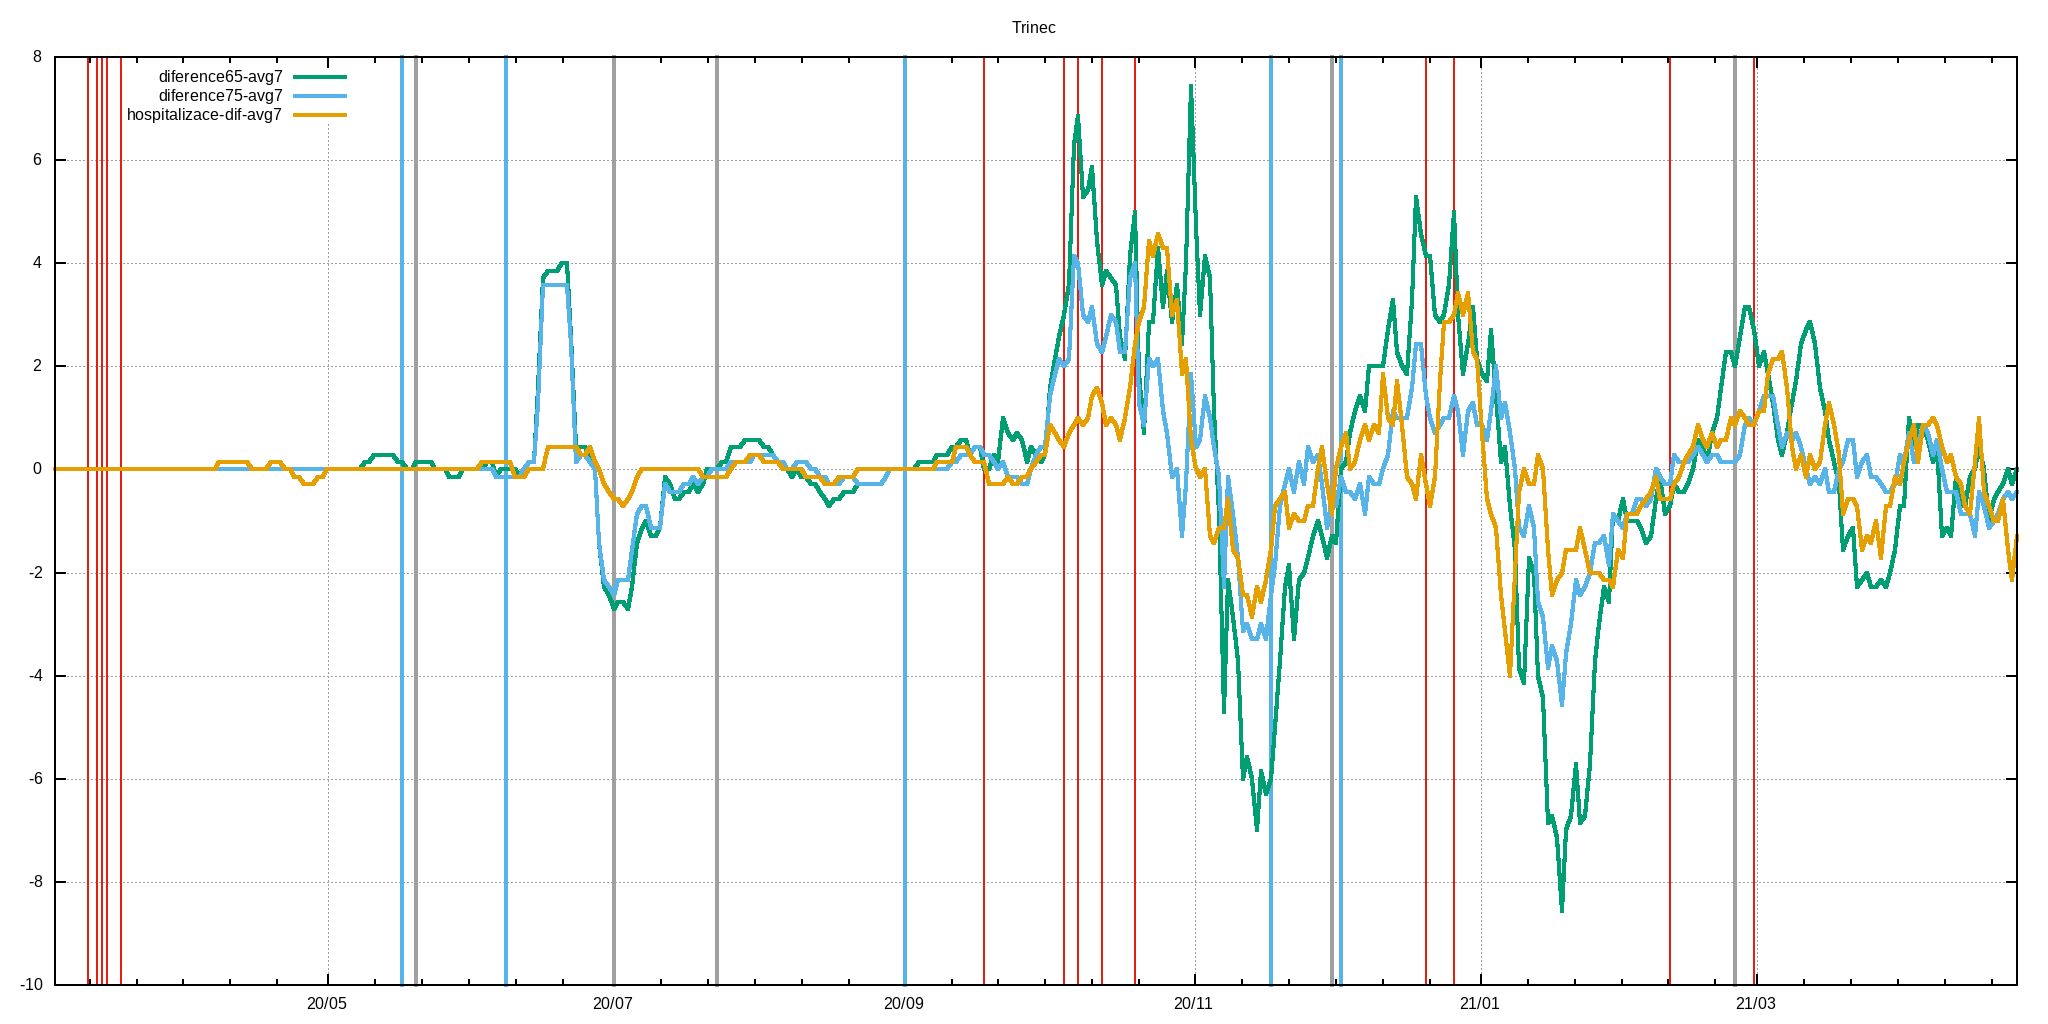 Trinec
8
diference65-avg7
diference75-avg7
hospitalizace-dif-avg7
6
4
2
0
-2
-4
-6
-8
-10
20/05 20/07 20/09 20/11 21/01 21/03